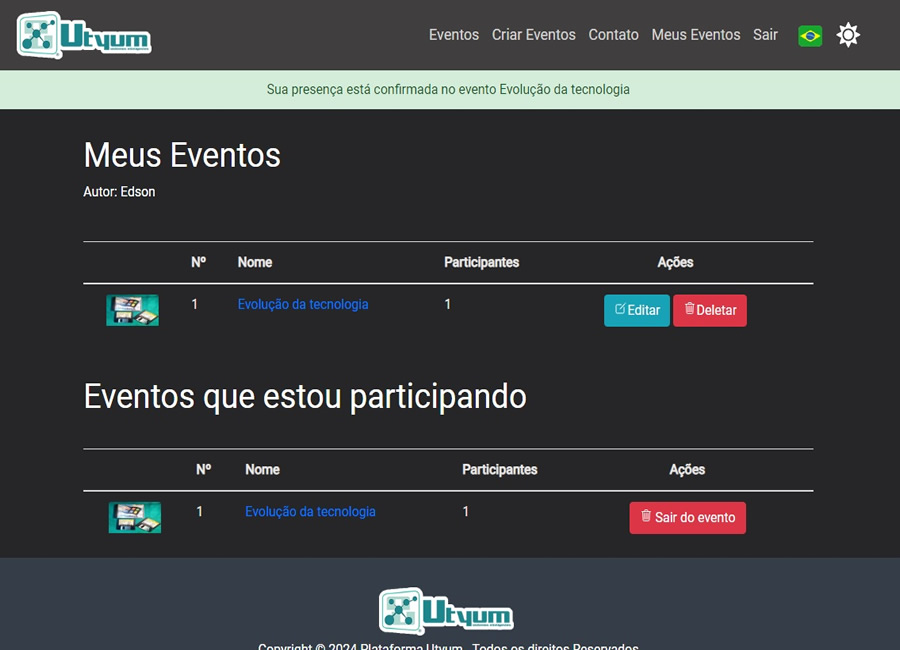 Utyum
Eventos Criar Eventos Contato Meus Eventos Sair
Sua presença está confirmada no evento Evolução da tecnologia
Meus Eventos
Autor: Edson
Nº Nome Participantes Ações
1 Evolução da tecnologia 1 Editar Deletar
Eventos que estou participando
Nº Nome Participantes Ações
1 Evolução da tecnologia 1 Sair do evento
Utyum
Copyright © 2024 Plataforma Utyum. Todos os direitos Reservados